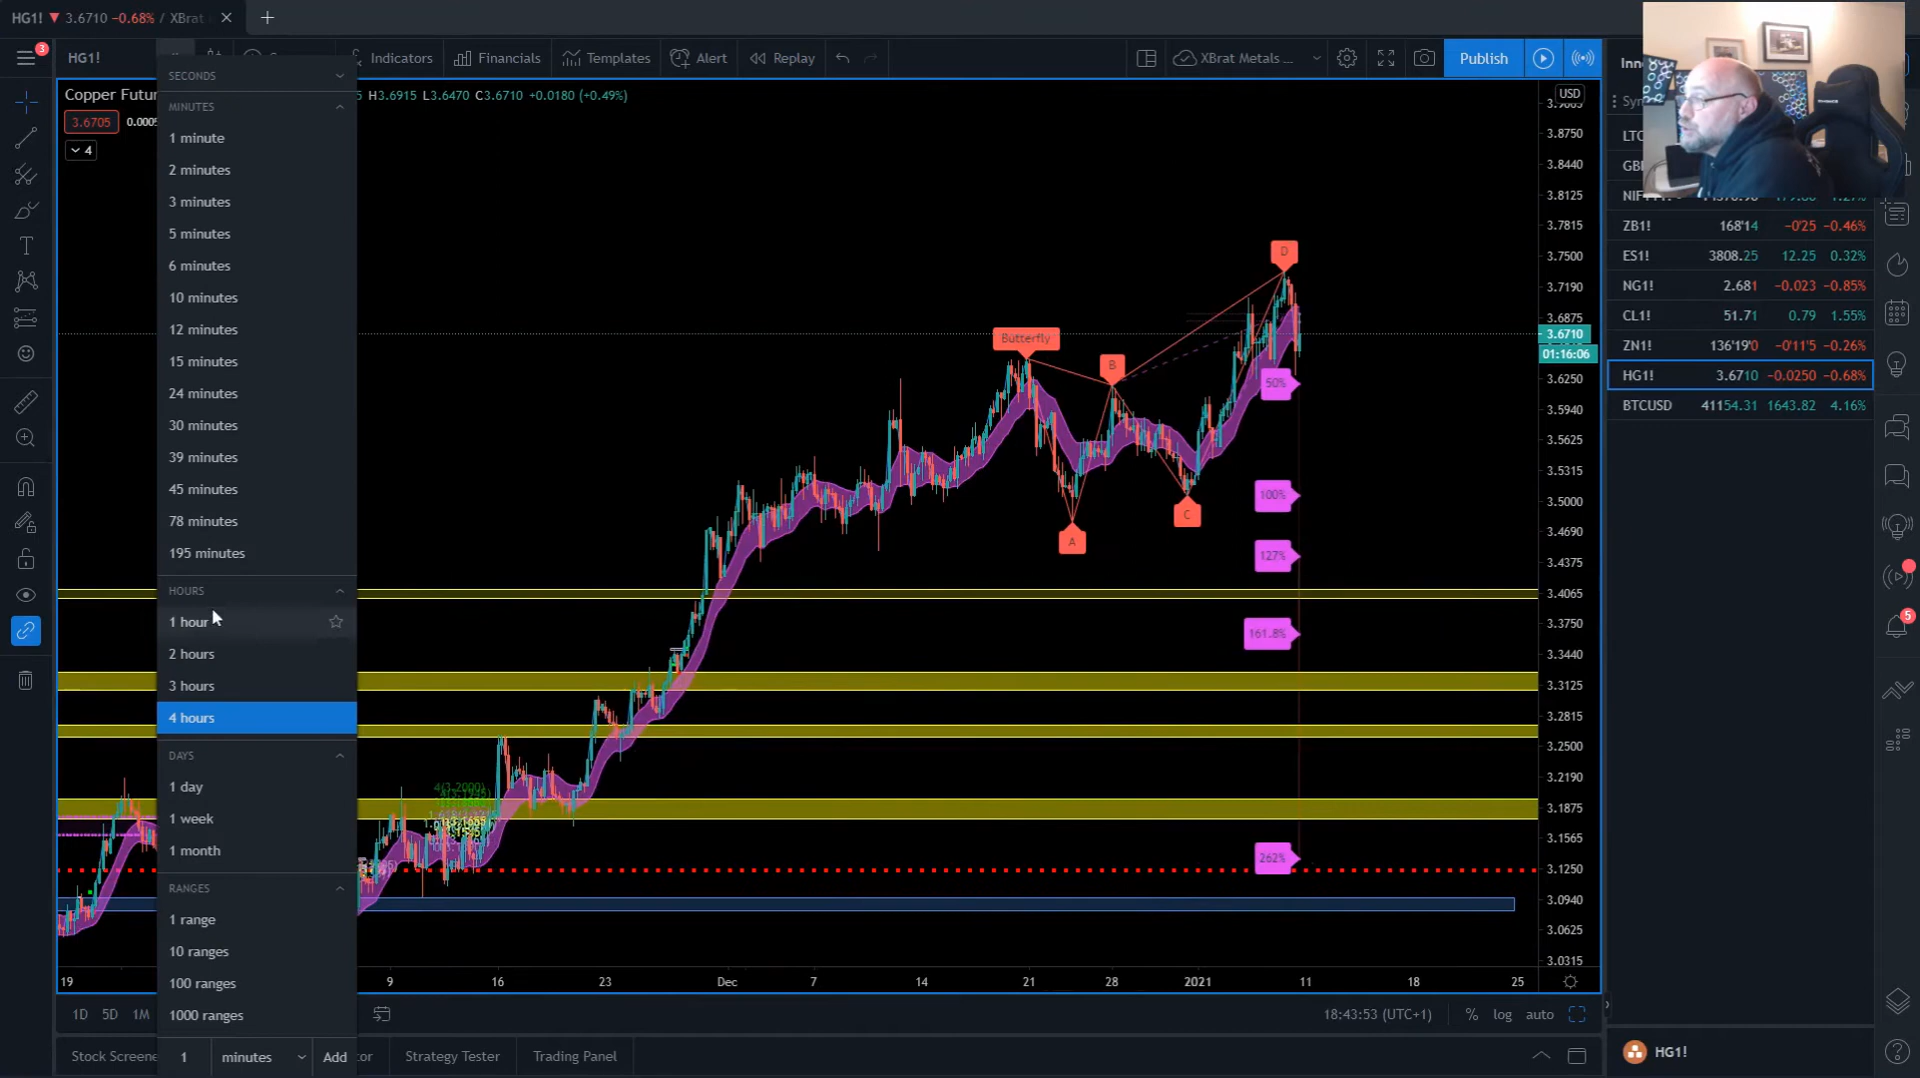 HG1! ▼ 3.6710 −0.68% / XBrat
3
HG1!
Indicators
Financials
Templates
Alert
Replay
XBrat Metals ...
Publish
Copper Futu
H3.6915 L3.6470 C3.6710 +0.0180 (+0.49%)
3.6705
4
SECONDS
MINUTES
1 minute
2 minutes
3 minutes
5 minutes
6 minutes
10 minutes
12 minutes
15 minutes
24 minutes
30 minutes
39 minutes
45 minutes
78 minutes
195 minutes
HOURS
1 hour
2 hours
3 hours
4 hours
DAYS
1 day
1 week
1 month
RANGES
1 range
10 ranges
100 ranges
1000 ranges
1 minutes Add
Butterfly
A
B
C
D
50%
100%
127%
161.8%
262%
USD
3.8750
3.8440
3.8125
3.7815
3.7500
3.7190
3.6875
3.6710
01:16:06
3.6250
3.5940
3.5625
3.5315
3.5000
3.4690
3.4375
3.4065
3.3750
3.3440
3.3125
3.2815
3.2500
3.2190
3.1875
3.1565
3.1250
3.0940
3.0625
3.0315
19 9 16 23 Dec 7 14 21 28 2021 11 18 25
1D 5D 1M
18:43:53 (UTC+1) % log auto
Stock Screene
Strategy Tester
Trading Panel
ZB1! 168'14 −0'25 −0.46%
ES1! 3808.25 12.25 0.32%
NG1! 2.681 −0.023 −0.85%
CL1! 51.71 0.79 1.55%
ZN1! 136'19'0 −0'11'5 −0.26%
HG1! 3.6710 −0.0250 −0.68%
BTCUSD 41154.31 1643.82 4.16%
5
HG1!